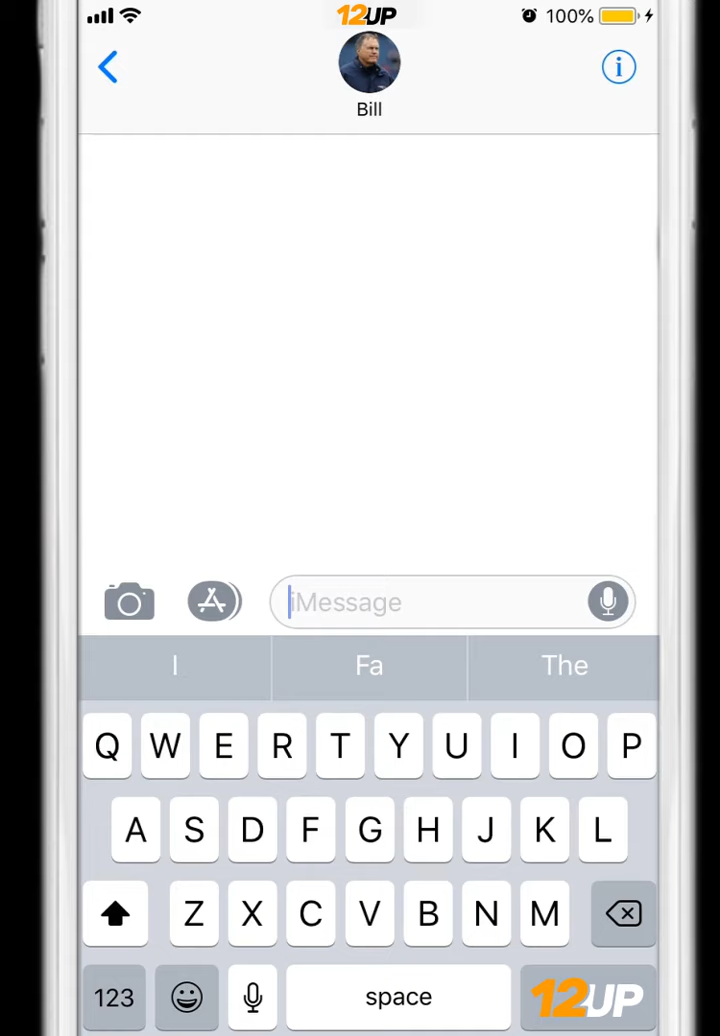 12UP
100%
Bill
iMessage
I Fa The
Q W E R T Y U I O P
A S D F G H J K L
Z X C V B N M
123 space 12UP